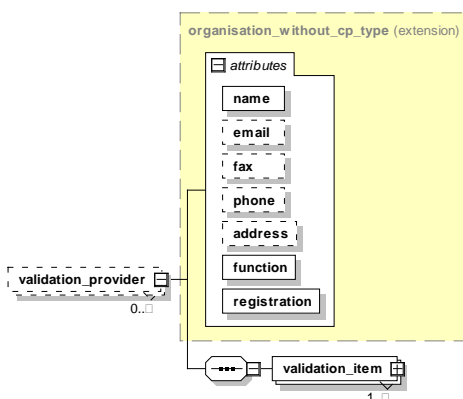 organisation_without_cp_type (extension)
attributes
name
email
fax
phone
address
function
registration
validation_provider
0..□
validation_item
1..□